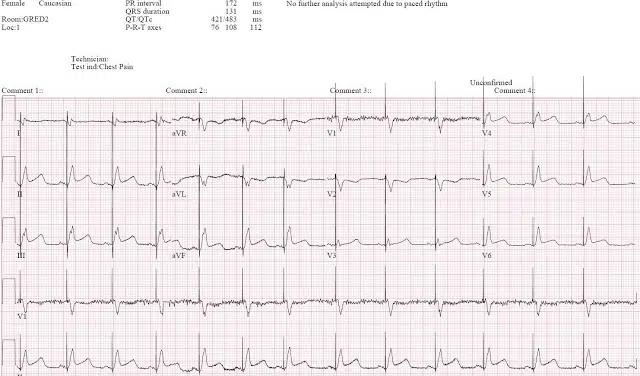 Female Caucasian PR interval 172 ms No further analysis attempted due to paced rhythm
QRS duration 131 ms
Room:GRED2 QT/QTc 421/483 ms
Loc:1 P-R-T axes 76 108 112
Technician:
Test ind:Chest Pain
Unconfirmed
Comment 1:: Comment 2:: Comment 3:: Comment 4::
I aVR V1 V4
II aVL V2 V5
III aVF V3 V6
V1